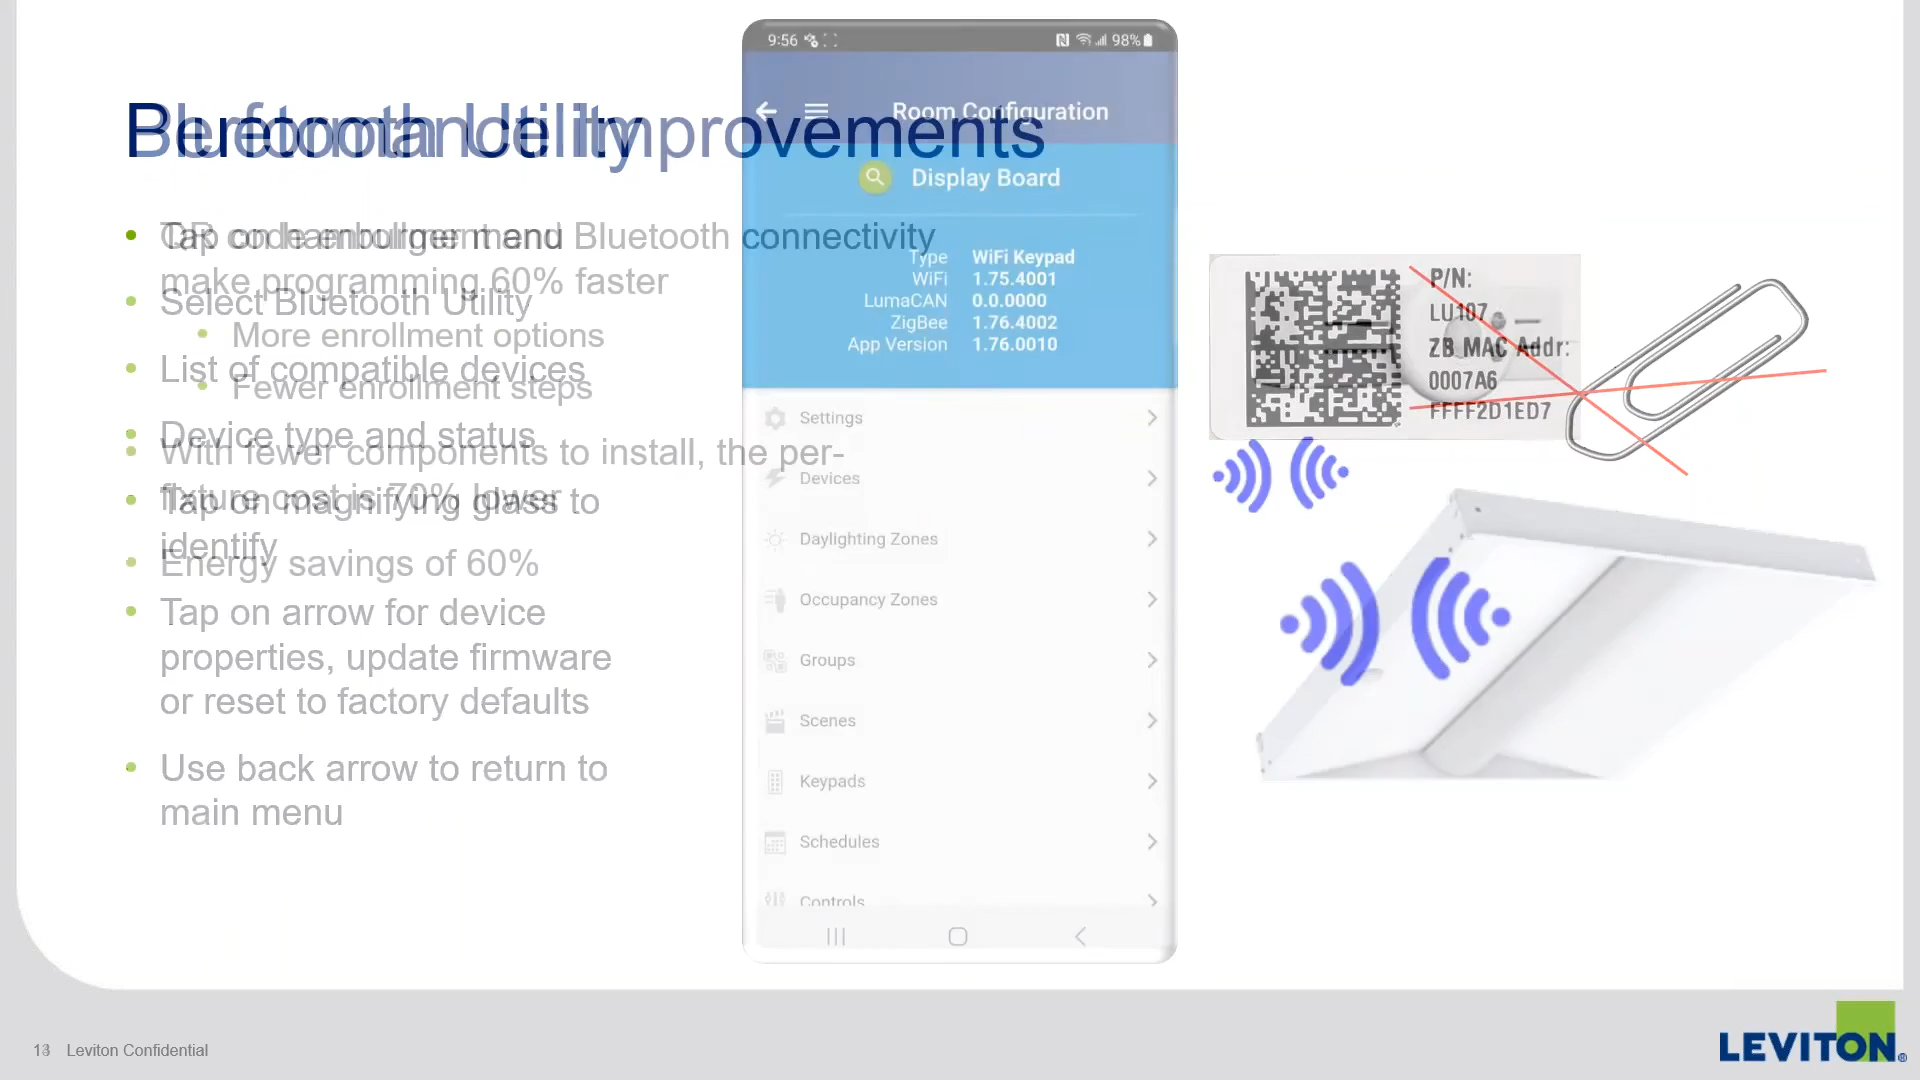 Bluetooth Utility
Performance Improvements
Tap on hamburger menu
Select Bluetooth Utility
List of compatible devices
Device type and status
Tap on magnifying glass to
identify
Tap on arrow for device
properties, update firmware
or reset to factory defaults
Use back arrow to return to
main menu
QR code enrollment and Bluetooth connectivity
make programming 60% faster
More enrollment options
Fewer enrollment steps
With fewer components to install, the per-
fixture cost is 70% lower
Energy savings of 60%
9:56
98%
Room Configuration
Display Board
Type WiFi Keypad
WiFi 1.75.4001
LumaCAN 0.0.0000
ZigBee 1.76.4002
App Version 1.76.0010
Settings
Devices
Daylighting Zones
Occupancy Zones
Groups
Scenes
Keypads
Schedules
Controls
P/N:
LU107
ZB MAC Addr:
0007A6
FFFF2D1ED7
Leviton Confidential
LEVITON®